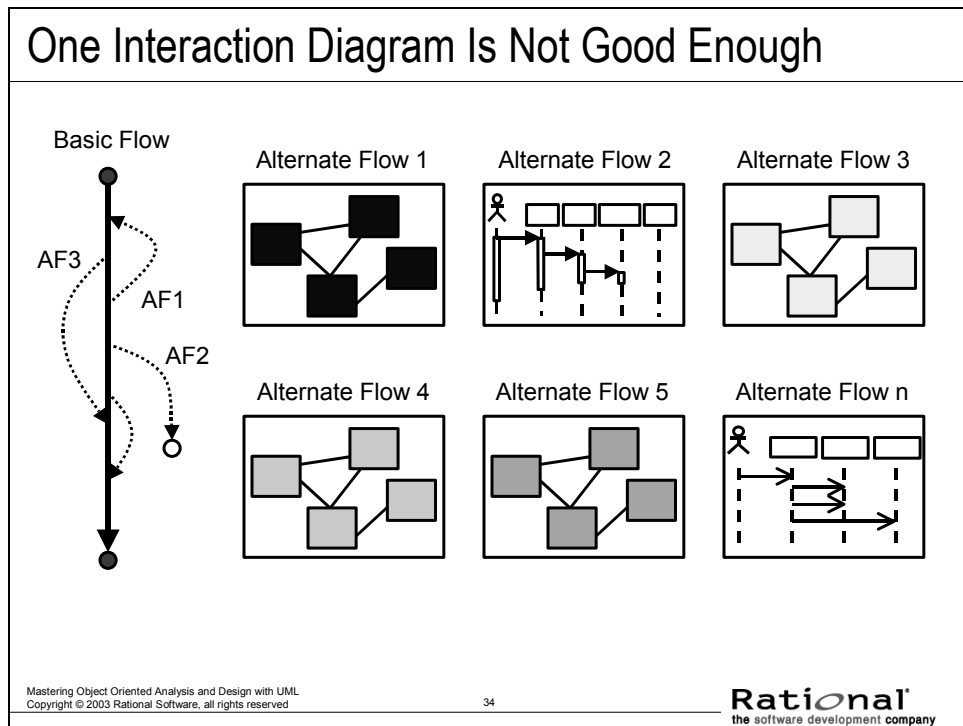 One Interaction Diagram Is Not Good Enough
Basic Flow
AF3
AF1
AF2
Alternate Flow 1
Alternate Flow 2
Alternate Flow 3
Alternate Flow 4
Alternate Flow 5
Alternate Flow n
Mastering Object Oriented Analysis and Design with UML
Copyright © 2003 Rational Software, all rights reserved
34
Rational
the software development company